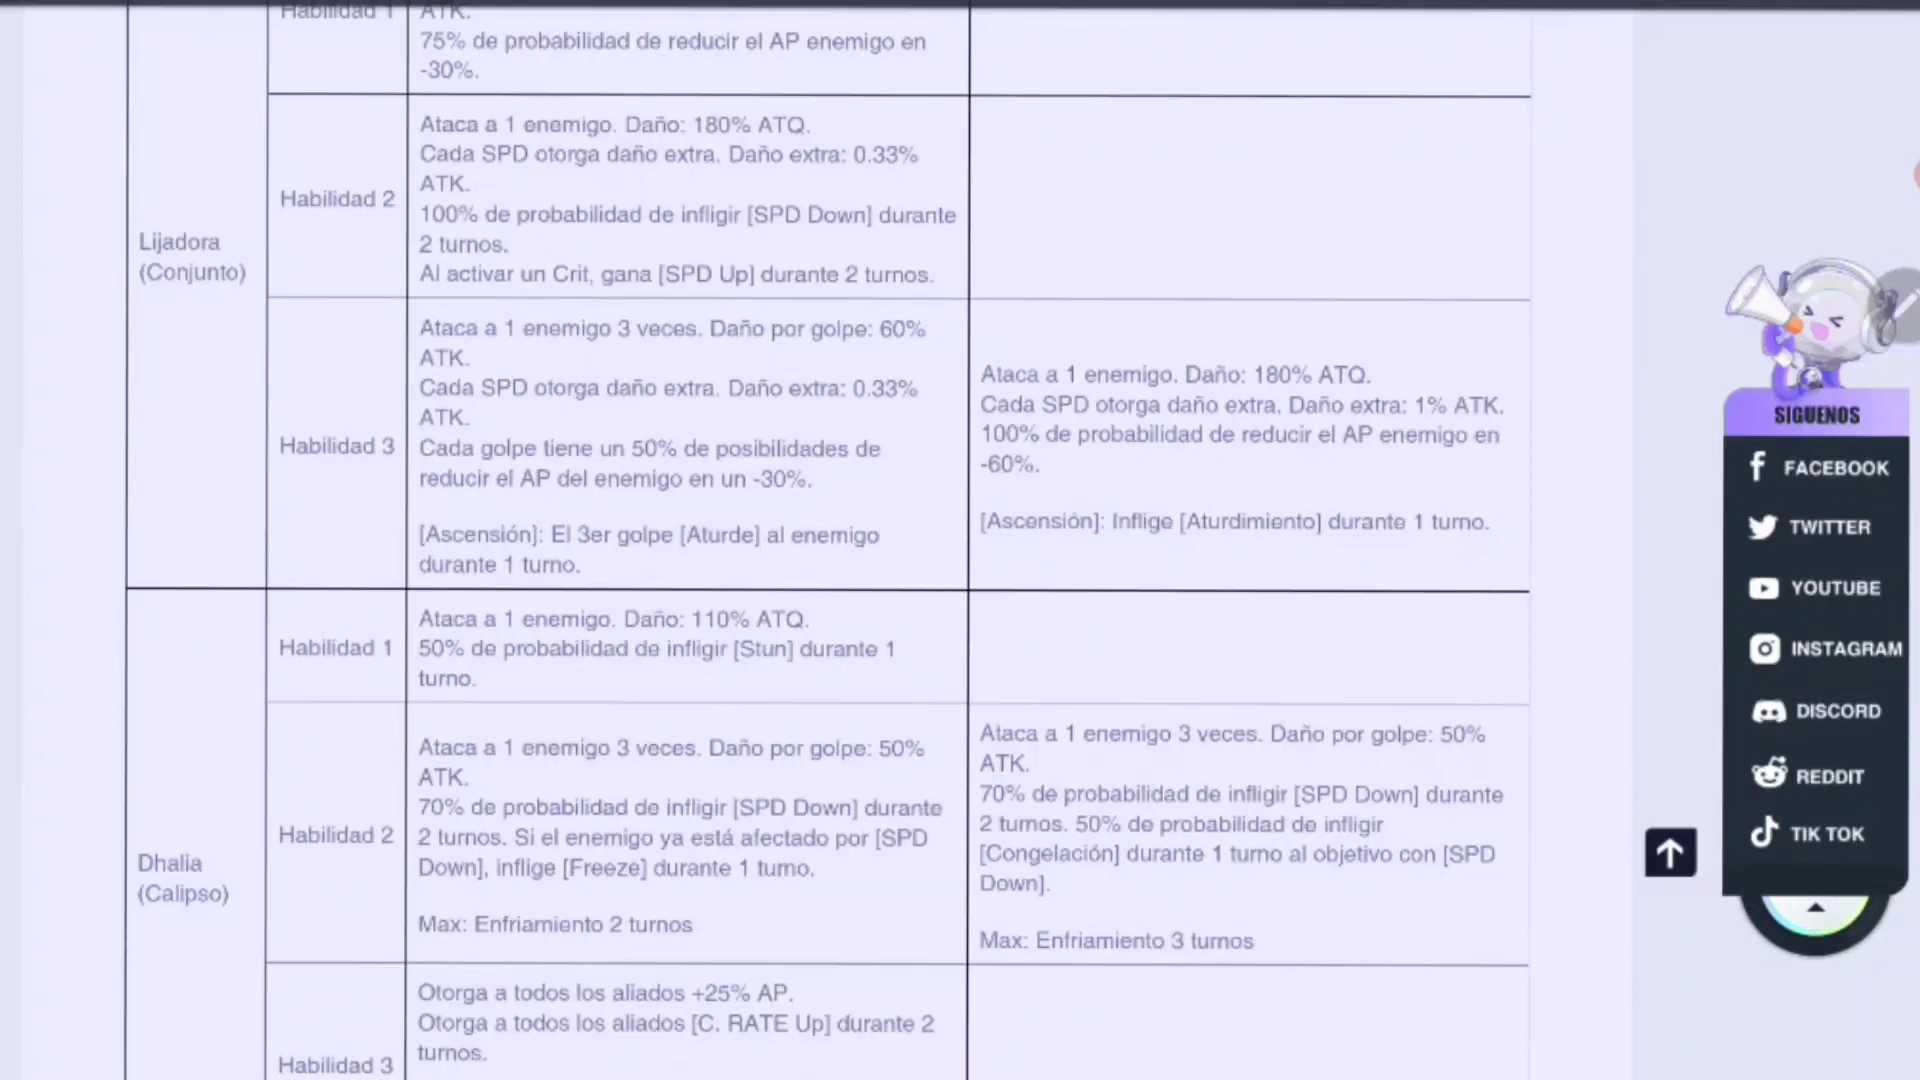 Habilidad 1
ATK.
75% de probabilidad de reducir el AP enemigo en
-30%.
Lijadora
(Conjunto)
Habilidad 2
Ataca a 1 enemigo. Daño: 180% ATQ.
Cada SPD otorga daño extra. Daño extra: 0.33%
ATK.
100% de probabilidad de infligir [SPD Down] durante
2 turnos.
Al activar un Crit, gana [SPD Up] durante 2 turnos.
Habilidad 3
Ataca a 1 enemigo 3 veces. Daño por golpe: 60%
ATK.
Cada SPD otorga daño extra. Daño extra: 0.33%
ATK.
Cada golpe tiene un 50% de posibilidades de
reducir el AP del enemigo en un -30%.
[Ascensión]: El 3er golpe [Aturde] al enemigo
durante 1 turno.
Ataca a 1 enemigo. Daño: 180% ATQ.
Cada SPD otorga daño extra. Daño extra: 1% ATK.
100% de probabilidad de reducir el AP enemigo en
-60%.
[Ascensión]: Inflige [Aturdimiento] durante 1 turno.
Dhalia
(Calipso)
Habilidad 1
Ataca a 1 enemigo. Daño: 110% ATQ.
50% de probabilidad de infligir [Stun] durante 1
turno.
Habilidad 2
Ataca a 1 enemigo 3 veces. Daño por golpe: 50%
ATK.
70% de probabilidad de infligir [SPD Down] durante
2 turnos. Si el enemigo ya está afectado por [SPD
Down], inflige [Freeze] durante 1 turno.
Max: Enfriamiento 2 turnos
Ataca a 1 enemigo 3 veces. Daño por golpe: 50%
ATK.
70% de probabilidad de infligir [SPD Down] durante
2 turnos. 50% de probabilidad de infligir
[Congelación] durante 1 turno al objetivo con [SPD
Down].
Max: Enfriamiento 3 turnos
Habilidad 3
Otorga a todos los aliados +25% AP.
Otorga a todos los aliados [C. RATE Up] durante 2
turnos.
SÍGUENOS
FACEBOOK
TWITTER
YOUTUBE
INSTAGRAM
DISCORD
REDDIT
TIK TOK